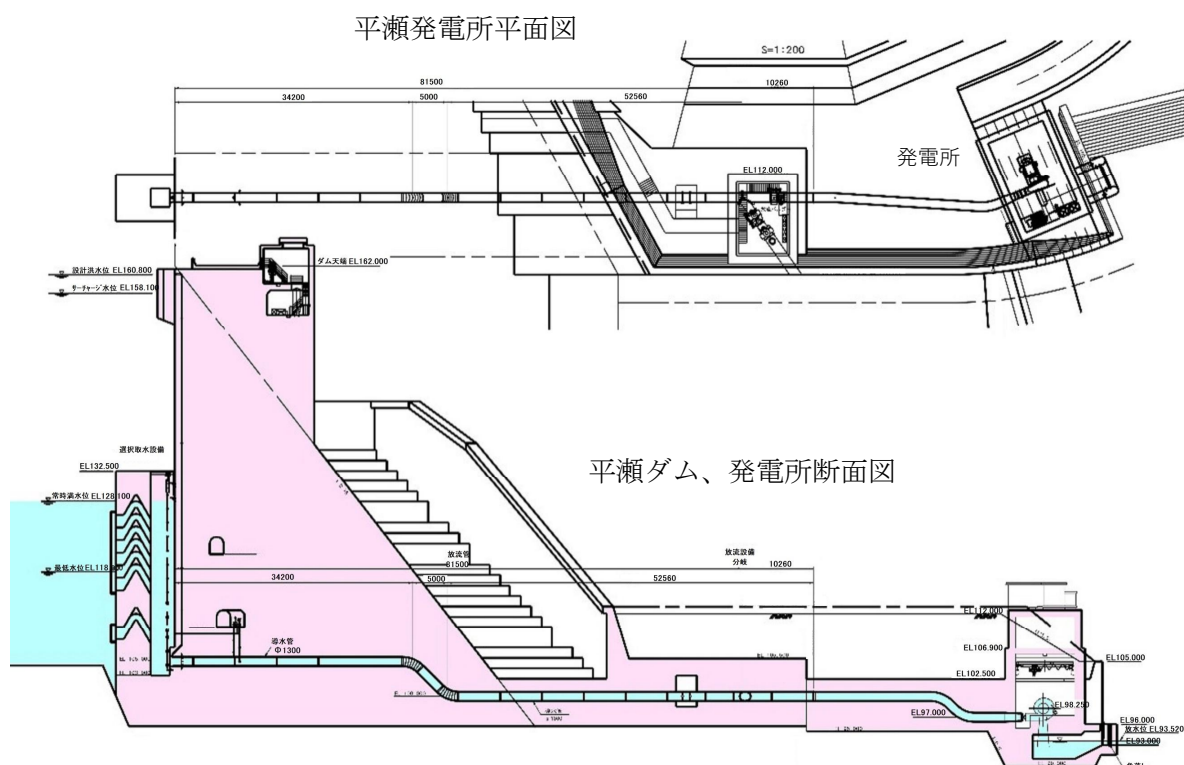 平瀬発電所平面図
S=1:200
81500
10260
34200
5000
52560
発電所
EL112.000
ダム天端 EL162.000
設計洪水位 EL160.800
サーチャージ水位 EL158.100
選択取水設備
EL132.500
平瀬ダム、発電所断面図
常時満水位 EL128.100
放流管
放流設備
分岐
最低水位 EL118.
81500
10260
34200
5000
52560
EL112.000
導水管
Φ1300
EL106.900
EL105.000
EL102.500
EL98.250
EL97.000
EL96.000
放水位 EL93.520
EL93.000